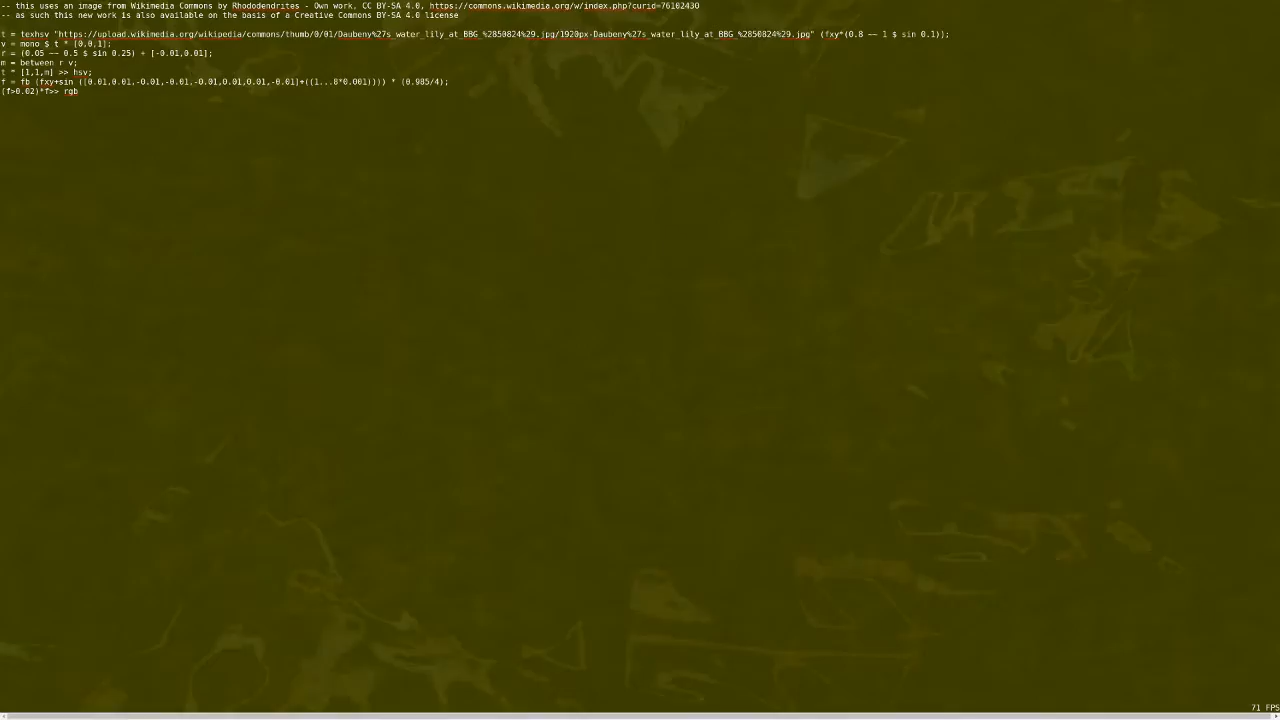 -- this uses an image from Wikimedia Commons by Rhododendrites - Own work, CC BY-SA 4.0, https://commons.wikimedia.org/w/index.php?curid=76102430
-- as such this new work is also available on the basis of a Creative Commons BY-SA 4.0 license
t = texhsv "https://upload.wikimedia.org/wikipedia/commons/thumb/0/01/Daubeny%27s_water_lily_at_BBG_%2850824%29.jpg/1920px-Daubeny%27s_water_lily_at_BBG_%2850824%29.jpg" (fxy*(0.8 ~~ 1 $ sin 0.1));
v = mono $ t * [0,0,1];
r = (0.05 ~~ 0.5 $ sin 0.25) + [-0.01,0.01];
m = between r v;
t * [1,1,m] >> hsv;
f = fb (fxy+sin ([0.01,0.01,-0.01,-0.01,-0.01,0.01,0.01,-0.01]+((1...8*0.001)))) * (0.985/4);
(f>0.02)*f>> rgb
71 FPS